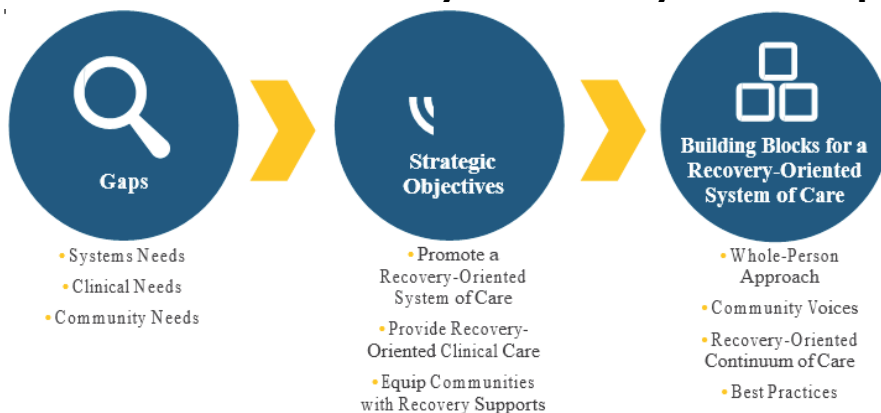 Gaps
• Systems Needs
• Clinical Needs
• Community Needs
Strategic
Objectives
• Promote a
Recovery-Oriented
System of Care
• Provide Recovery-
Oriented Clinical Care
• Equip Communities
with Recovery Supports
Building Blocks for a
Recovery-Oriented
System of Care
• Whole-Person
Approach
• Community Voices
• Recovery-Oriented
Continuum of Care
• Best Practices